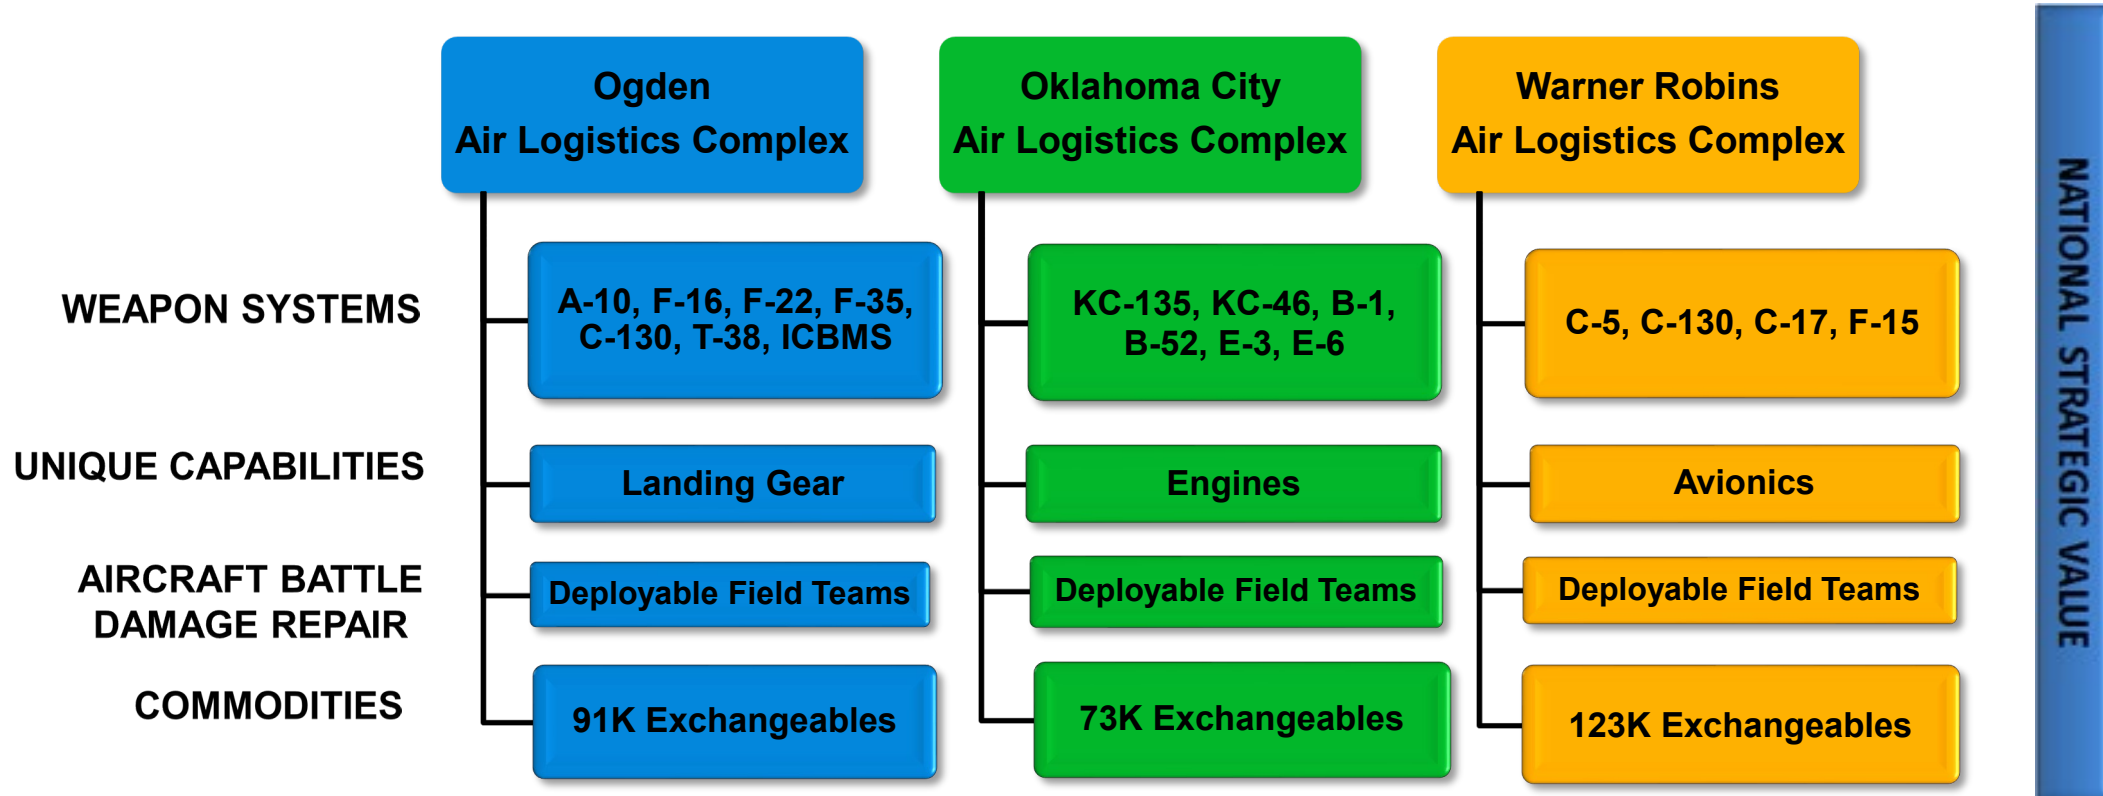 Ogden
Air Logistics Complex
Oklahoma City
Air Logistics Complex
Warner Robins
Air Logistics Complex
WEAPON SYSTEMS
A-10, F-16, F-22, F-35,
C-130, T-38, ICBMS
KC-135, KC-46, B-1,
B-52, E-3, E-6
C-5, C-130, C-17, F-15
UNIQUE CAPABILITIES
Landing Gear
Engines
Avionics
AIRCRAFT BATTLE
DAMAGE REPAIR
Deployable Field Teams
Deployable Field Teams
Deployable Field Teams
COMMODITIES
91K Exchangeables
73K Exchangeables
123K Exchangeables
NATIONAL STRATEGIC VALUE